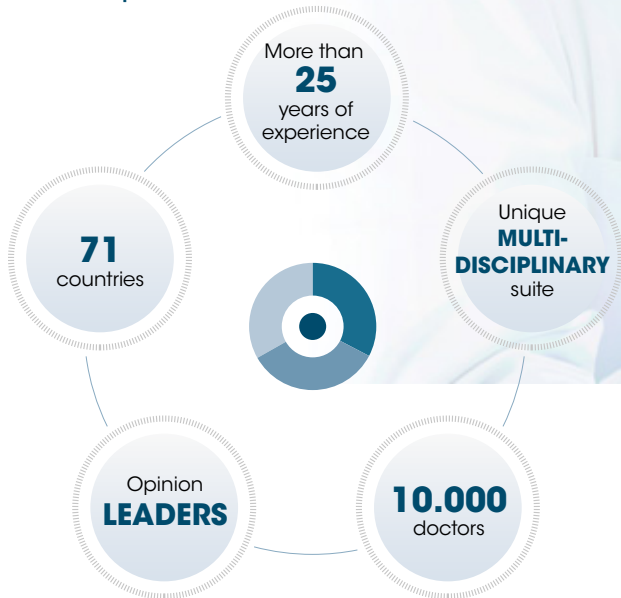 More than
25
years of
experience
Unique
MULTI-
DISCIPLINARY
suite
10.000
doctors
Opinion
LEADERS
71
countries